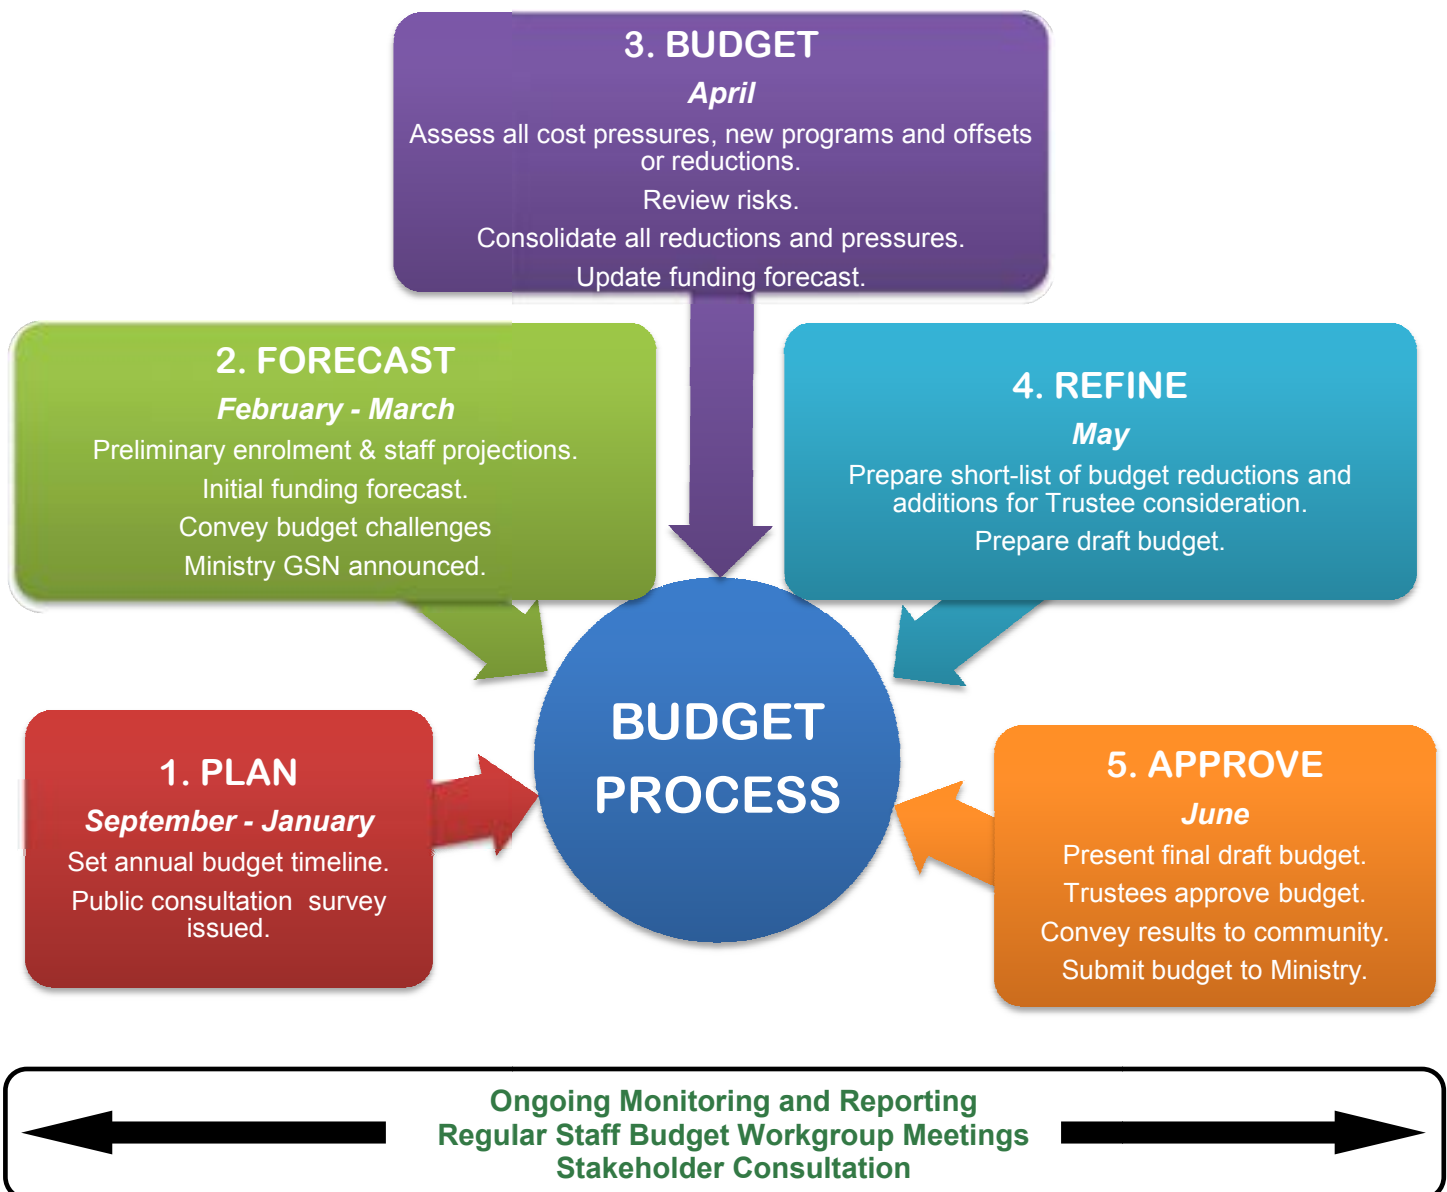 3. BUDGET
April
Assess all cost pressures, new programs and offsets
or reductions.
Review risks.
Consolidate all reductions and pressures.
Update funding forecast.
2. FORECAST
February - March
Preliminary enrolment & staff projections.
Initial funding forecast.
Convey budget challenges
Ministry GSN announced.
4. REFINE
May
Prepare short-list of budget reductions and
additions for Trustee consideration.
Prepare draft budget.
BUDGET
PROCESS
1. PLAN
September - January
Set annual budget timeline.
Public consultation  survey
issued.
5. APPROVE
June
Present final draft budget.
Trustees approve budget.
Convey results to community.
Submit budget to Ministry.
Ongoing Monitoring and Reporting
Regular Staff Budget Workgroup Meetings
Stakeholder Consultation